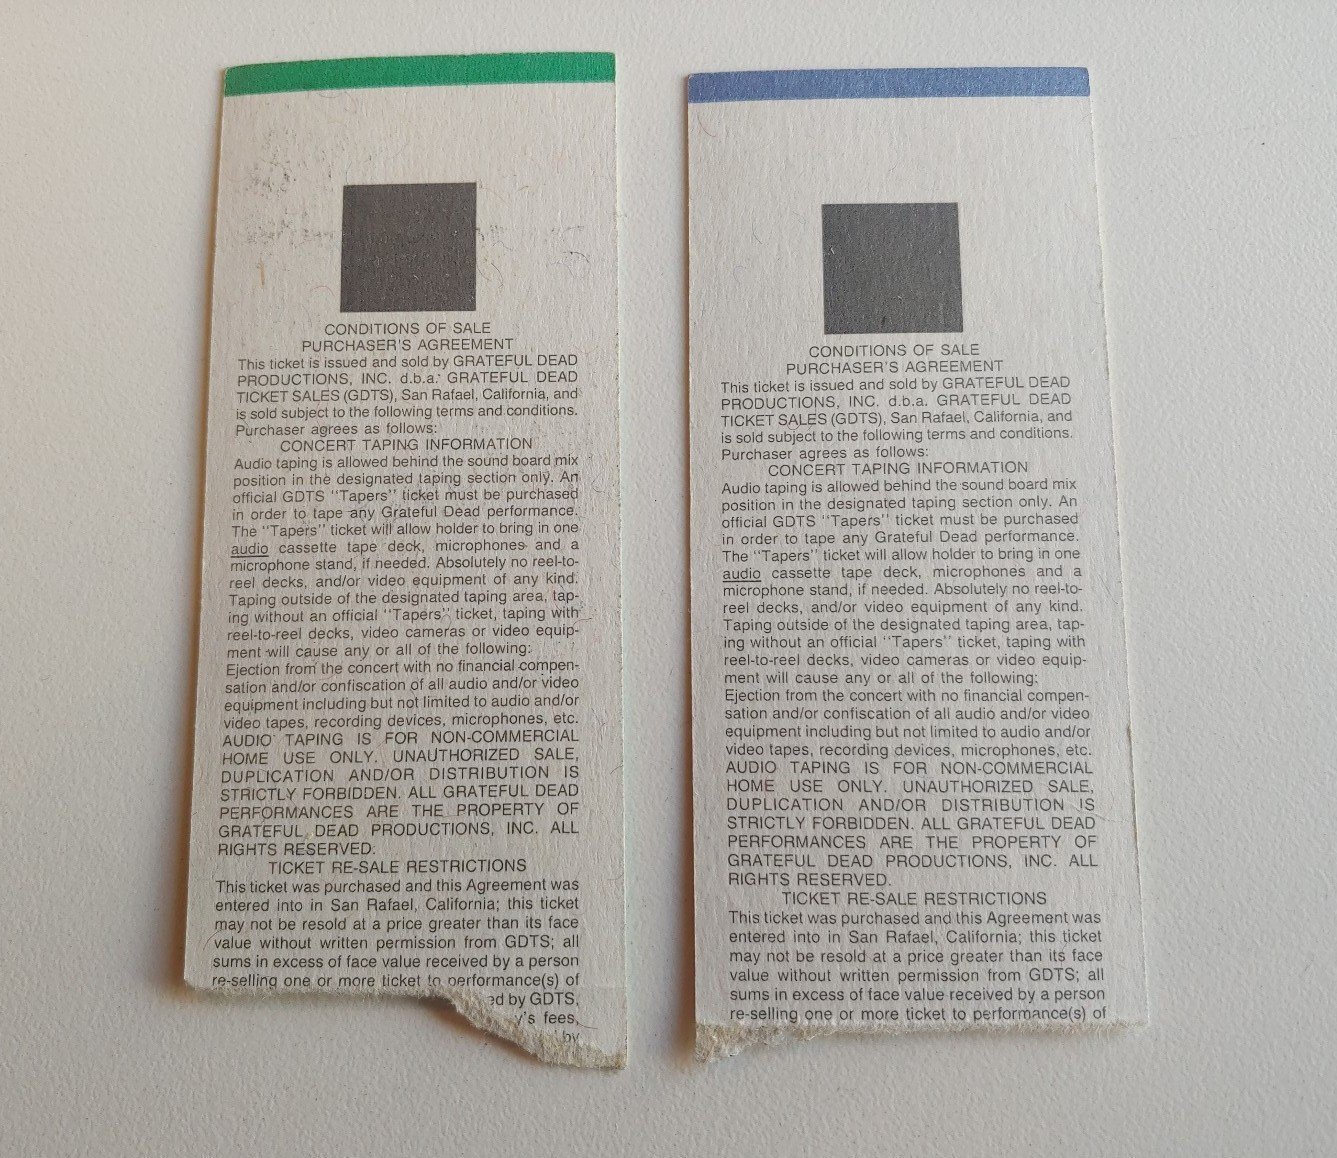 CONDITIONS OF SALE
PURCHASER'S AGREEMENT
This ticket is issued and sold by GRATEFUL DEAD
PRODUCTIONS, INC. d.b.a. GRATEFUL DEAD
TICKET SALES (GDTS), San Rafael, California, and
is sold subject to the following terms and conditions.
Purchaser agrees as follows:
CONCERT TAPING INFORMATION
Audio taping is allowed behind the sound board mix
position in the designated taping section only. An
official GDTS "Tapers" ticket must be purchased
in order to tape any Grateful Dead performance.
The "Tapers" ticket will allow holder to bring in one
audio cassette tape deck, microphones and a
microphone stand, if needed. Absolutely no reel-to-
reel decks, and/or video equipment of any kind.
Taping outside of the designated taping area, tap-
ing without an official "Tapers" ticket, taping with
reel-to-reel decks, video cameras or video equip-
ment will cause any or all of the following:
Ejection from the concert with no financial compen-
sation and/or confiscation of all audio and/or video
equipment including but not limited to audio and/or
video tapes, recording devices, microphones, etc.
AUDIO TAPING IS FOR NON-COMMERCIAL
HOME USE ONLY. UNAUTHORIZED SALE,
DUPLICATION AND/OR DISTRIBUTION IS
STRICTLY FORBIDDEN. ALL GRATEFUL DEAD
PERFORMANCES ARE THE PROPERTY OF
GRATEFUL DEAD PRODUCTIONS, INC. ALL
RIGHTS RESERVED.
TICKET RE-SALE RESTRICTIONS
This ticket was purchased and this Agreement was
entered into in San Rafael, California; this ticket
may not be resold at a price greater than its face
value without written permission from GDTS; all
sums in excess of face value received by a person
re-selling one or more ticket to performance(s) of
ed by GDTS,
y's fees,
by
CONDITIONS OF SALE
PURCHASER'S AGREEMENT
This ticket is issued and sold by GRATEFUL DEAD
PRODUCTIONS, INC. d.b.a. GRATEFUL DEAD
TICKET SALES (GDTS), San Rafael, California, and
is sold subject to the following terms and conditions.
Purchaser agrees as follows:
CONCERT TAPING INFORMATION
Audio taping is allowed behind the sound board mix
position in the designated taping section only. An
official GDTS "Tapers" ticket must be purchased
in order to tape any Grateful Dead performance.
The "Tapers" ticket will allow holder to bring in one
audio cassette tape deck, microphones and a
microphone stand, if needed. Absolutely no reel-to-
reel decks, and/or video equipment of any kind.
Taping outside of the designated taping area, tap-
ing without an official "Tapers" ticket, taping with
reel-to-reel decks, video cameras or video equip-
ment will cause any or all of the following:
Ejection from the concert with no financial compen-
sation and/or confiscation of all audio and/or video
equipment including but not limited to audio and/or
video tapes, recording devices, microphones, etc.
AUDIO TAPING IS FOR NON-COMMERCIAL
HOME USE ONLY. UNAUTHORIZED SALE,
DUPLICATION AND/OR DISTRIBUTION IS
STRICTLY FORBIDDEN. ALL GRATEFUL DEAD
PERFORMANCES ARE THE PROPERTY OF
GRATEFUL DEAD PRODUCTIONS, INC. ALL
RIGHTS RESERVED.
TICKET RE-SALE RESTRICTIONS
This ticket was purchased and this Agreement was
entered into in San Rafael, California; this ticket
may not be resold at a price greater than its face
value without written permission from GDTS; all
sums in excess of face value received by a person
re-selling one or more ticket to performance(s) of